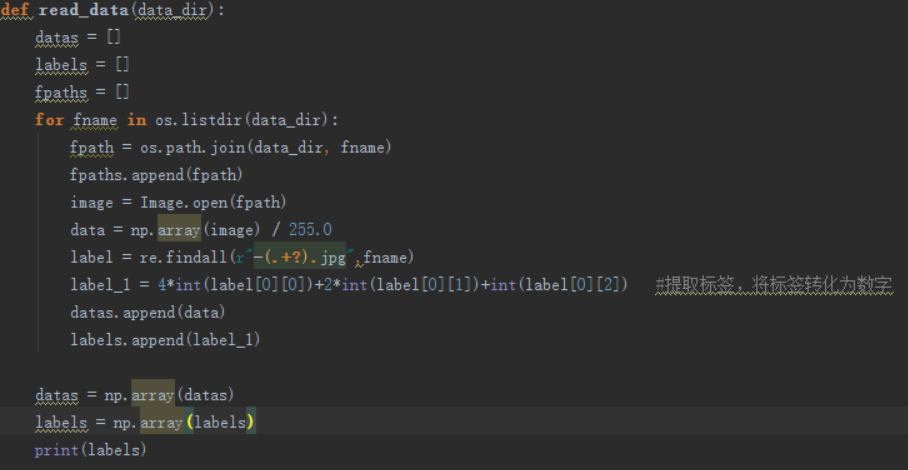 def read_data(data_dir):
    datas = []
    labels = []
    fpaths = []
    for fname in os.listdir(data_dir):
        fpath = os.path.join(data_dir, fname)
        fpaths.append(fpath)
        image = Image.open(fpath)
        data = np.array(image) / 255.0
        label = re.findall(r"-(.+?).jpg",fname)
        label_1 = 4*int(label[0][0])+2*int(label[0][1])+int(label[0][2])   #提取标签，将标签转化为数字
        datas.append(data)
        labels.append(label_1)
    datas = np.array(datas)
    labels = np.array(labels)
    print(labels)